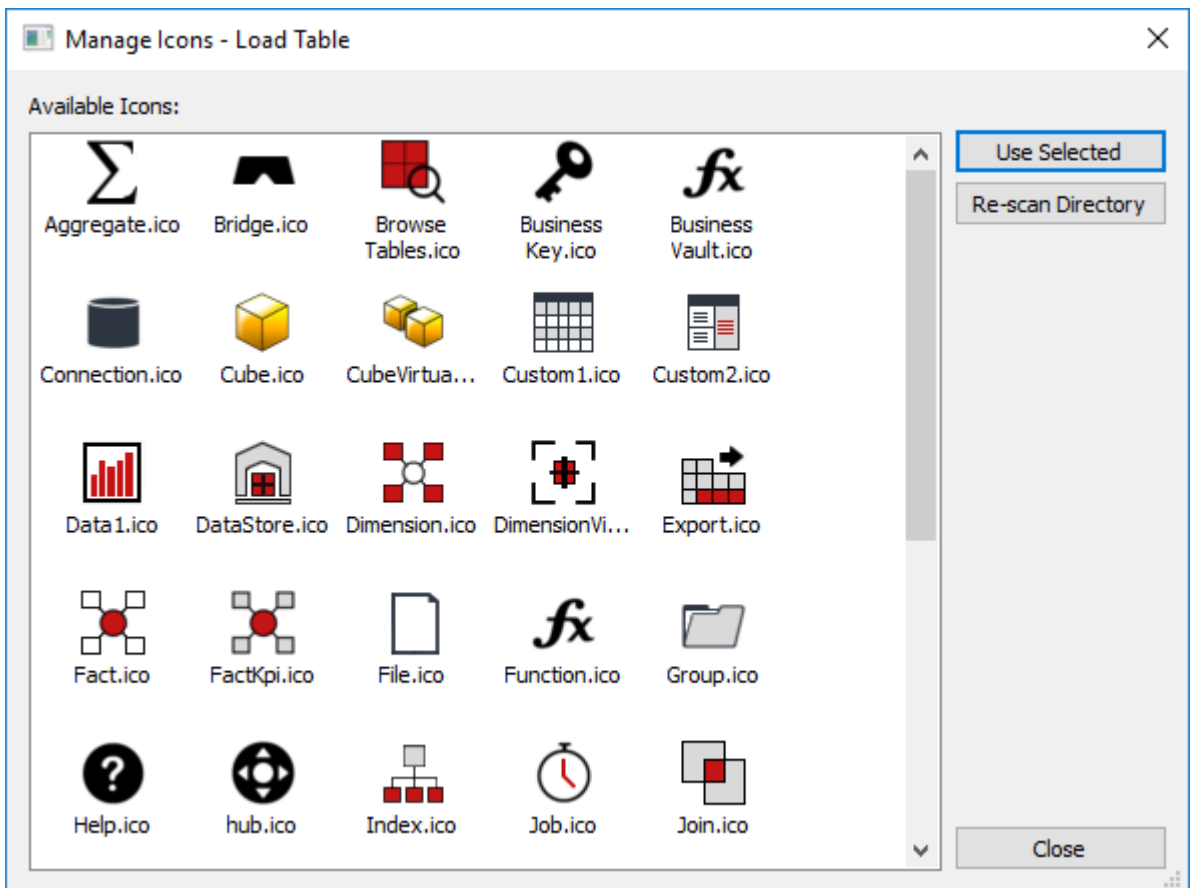 Manage Icons - Load Table
Available Icons:
Use Selected
Re-scan Directory
Aggregate.ico
Bridge.ico
Browse
Tables.ico
Business
Key.ico
Business
Vault.ico
Connection.ico
Cube.ico
CubeVirtua...
Custom1.ico
Custom2.ico
Data1.ico
DataStore.ico
Dimension.ico
DimensionVi...
Export.ico
Fact.ico
FactKpi.ico
File.ico
Function.ico
Group.ico
Help.ico
hub.ico
Index.ico
Job.ico
Join.ico
Close